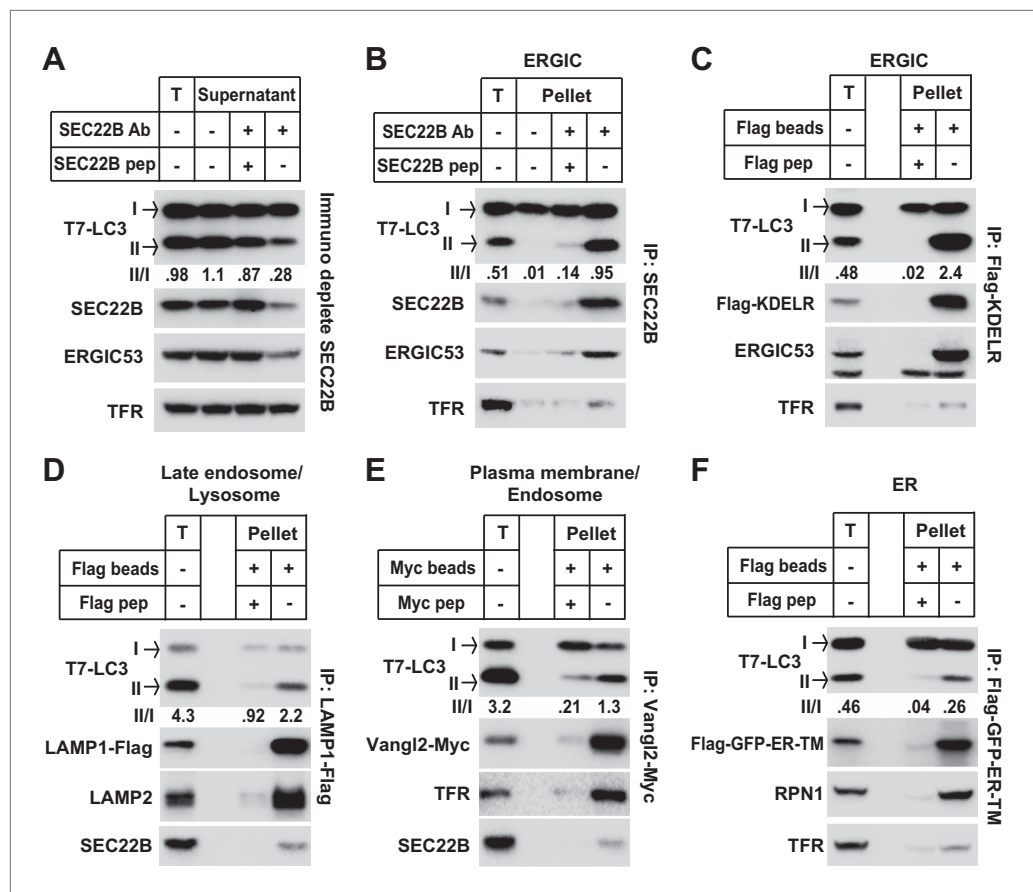 A
T Supernatant
SEC22B Ab - - + +
SEC22B pep - - + -
I
T7-LC3
II
II/I .98 1.1 .87 .28
SEC22B
ERGIC53
TFR
Immuno deplete SEC22B
B
ERGIC
T Pellet
SEC22B Ab - - + +
SEC22B pep - - + -
I
T7-LC3
II
II/I .51 .01 .14 .95
SEC22B
ERGIC53
TFR
IP: SEC22B
C
ERGIC
T Pellet
Flag beads - + +
Flag pep - + -
I
T7-LC3
II
II/I .48 .02 2.4
Flag-KDELR
ERGIC53
TFR
IP: Flag-KDELR
D
Late endosome/
Lysosome
T Pellet
Flag beads - + +
Flag pep - + -
I
T7-LC3
II
II/I 4.3 .92 2.2
LAMP1-Flag
LAMP2
SEC22B
IP: LAMP1-Flag
E
Plasma membrane/
Endosome
T Pellet
Myc beads - + +
Myc pep - + -
I
T7-LC3
II
II/I 3.2 .21 1.3
Vangl2-Myc
TFR
SEC22B
IP: Vangl2-Myc
F
ER
T Pellet
Flag beads - + +
Flag pep - + -
I
T7-LC3
II
II/I .46 .04 .26
Flag-GFP-ER-TM
RPN1
TFR
IP: Flag-GFP-ER-TM